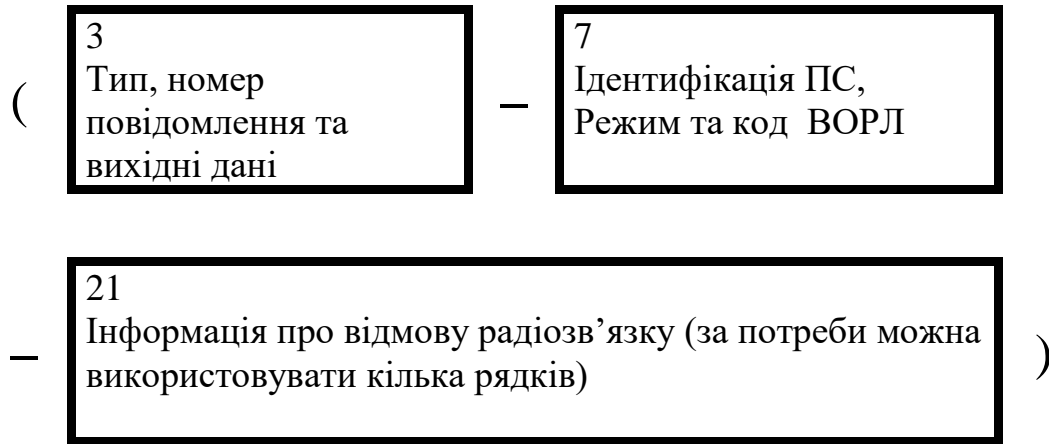 (
3
Тип, номер
повідомлення та
вихідні дані
–
7
Ідентифікація ПС,
Режим та код ВОРЛ
–
21
Інформація про відмову радіозв’язку (за потреби можна
використовувати кілька рядків)
)